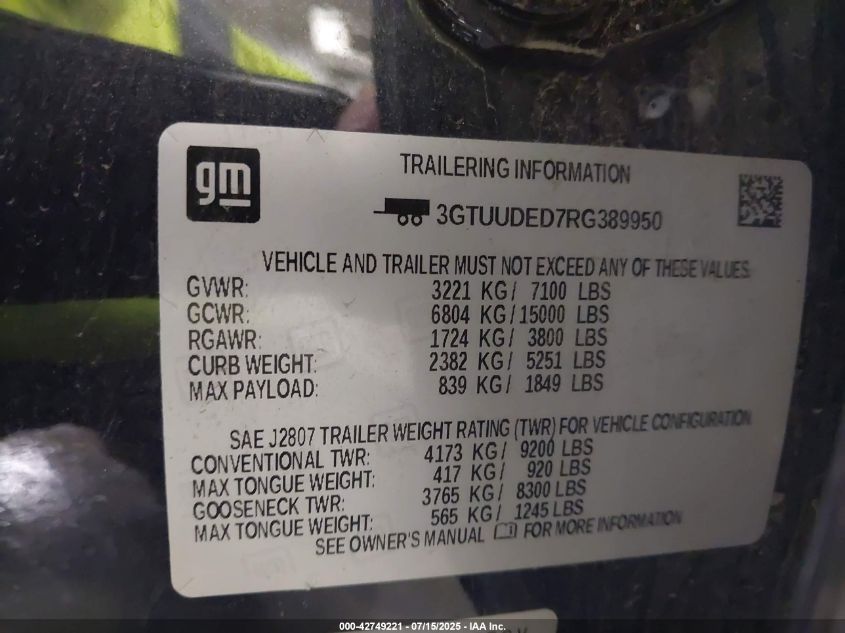 gm
TRAILERING INFORMATION
3GTUUDED7RG389950
VEHICLE AND TRAILER MUST NOT EXCEED ANY OF THESE VALUES.
GVWR: 3221 KG/ 7100 LBS
GCWR: 6804 KG/15000 LBS
RGAWR: 1724 KG/ 3800 LBS
CURB WEIGHT: 2382 KG/ 5251 LBS
MAX PAYLOAD: 839 KG/ 1849 LBS
SAE J2807 TRAILER WEIGHT RATING (TWR) FOR VEHICLE CONFIGURATION
CONVENTIONAL TWR: 4173 KG/ 9200 LBS
MAX TONGUE WEIGHT: 417 KG/ 920 LBS
GOOSENECK TWR: 3765 KG/ 8300 LBS
MAX TONGUE WEIGHT: 565 KG/ 1245 LBS
SEE OWNER'S MANUAL FOR MORE INFORMATION
000-42749221 - 07/15/2025 - IAA Inc.